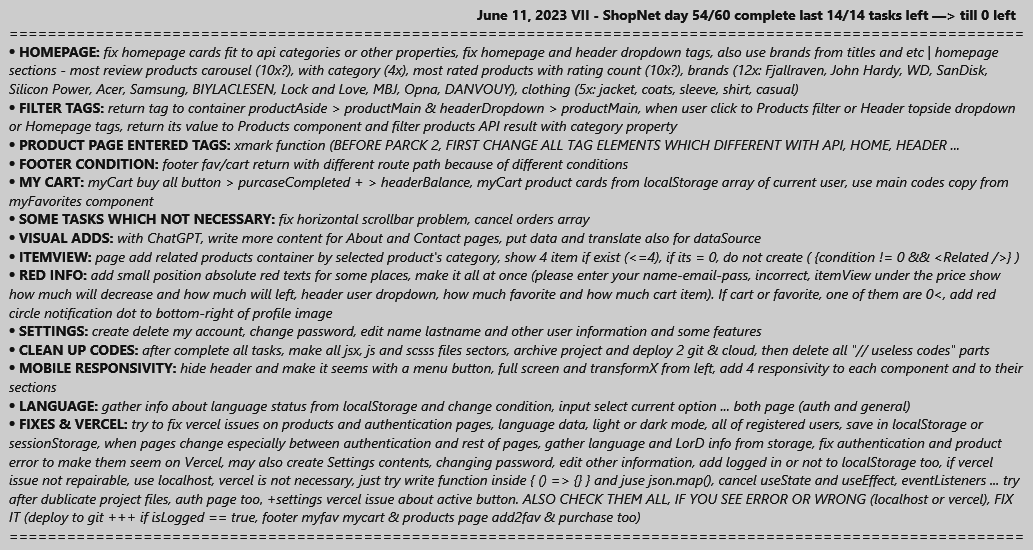 June 11, 2023 VII - ShopNet day 54/60 complete last 14/14 tasks left —> till 0 left
==============================================================================================================
• HOMEPAGE: fix homepage cards fit to api categories or other properties, fix homepage and header dropdown tags, also use brands from titles and etc | homepage
sections - most review products carousel (10x?), with category (4x), most rated products with rating count (10x?), brands (12x: Fjallraven, John Hardy, WD, SanDisk,
Silicon Power, Acer, Samsung, BIYLACLESEN, Lock and Love, MBJ, Opna, DANVOUY), clothing (5x: jacket, coats, sleeve, shirt, casual)
• FILTER TAGS: return tag to container productAside > productMain & headerDropdown > productMain, when user click to Products filter or Header topside dropdown
or Homepage tags, return its value to Products component and filter products API result with category property
• PRODUCT PAGE ENTERED TAGS: xmark function (BEFORE PARCK 2, FIRST CHANGE ALL TAG ELEMENTS WHICH DIFFERENT WITH API, HOME, HEADER ...
• FOOTER CONDITION: footer fav/cart return with different route path because of different conditions
• MY CART: myCart buy all button > purcaseCompleted + > headerBalance, myCart product cards from localStorage array of current user, use main codes copy from
myFavorites component
• SOME TASKS WHICH NOT NECESSARY: fix horizontal scrollbar problem, cancel orders array
• VISUAL ADDS: with ChatGPT, write more content for About and Contact pages, put data and translate also for dataSource
• ITEMVIEW: page add related products container by selected product's category, show 4 item if exist (<=4), if its = 0, do not create ( {condition != 0 && <Related />} )
• RED INFO: add small position absolute red texts for some places, make it all at once (please enter your name-email-pass, incorrect, itemView under the price show
how much will decrease and how much will left, header user dropdown, how much favorite and how much cart item). If cart or favorite, one of them are 0<, add red
circle notification dot to bottom-right of profile image
• SETTINGS: create delete my account, change password, edit name lastname and other user information and some features
• CLEAN UP CODES: after complete all tasks, make all jsx, js and scsss files sectors, archive project and deploy 2 git & cloud, then delete all "// useless codes" parts
• MOBILE RESPONSIVITY: hide header and make it seems with a menu button, full screen and transformX from left, add 4 responsivity to each component and to their
sections
• LANGUAGE: gather info about language status from localStorage and change condition, input select current option ... both page (auth and general)
• FIXES & VERCEL: try to fix vercel issues on products and authentication pages, language data, light or dark mode, all of registered users, save in localStorage or
sessionStorage, when pages change especially between authentication and rest of pages, gather language and LorD info from storage, fix authentication and product
error to make them seem on Vercel, may also create Settings contents, changing password, edit other information, add logged in or not to localStorage too, if vercel
issue not repairable, use localhost, vercel is not necessary, just try write function inside { () => {} } and juse json.map(), cancel useState and useEffect, eventListeners ... try
after dublicate project files, auth page too, +settings vercel issue about active button. ALSO CHECK THEM ALL, IF YOU SEE ERROR OR WRONG (localhost or vercel), FIX
IT (deploy to git +++ if isLogged == true, footer myfav mycart & products page add2fav & purchase too)
==============================================================================================================